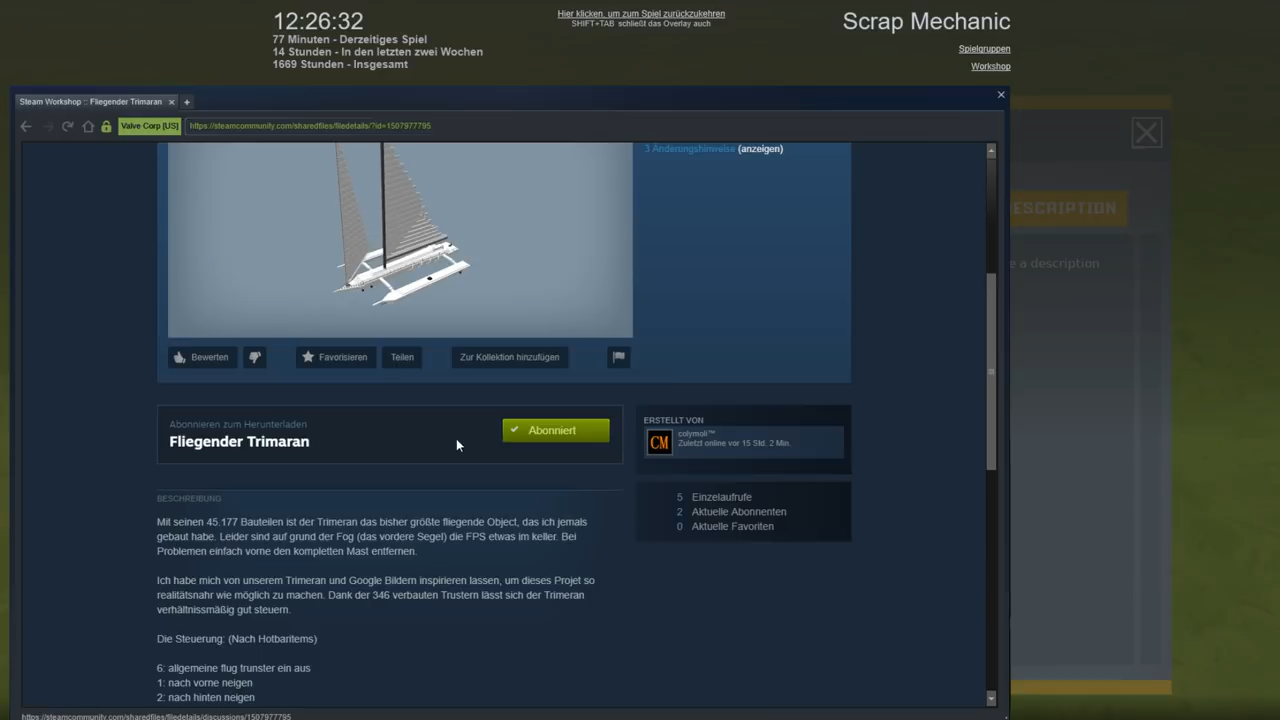 12:26:32
77 Minuten - Derzeitiges Spiel
14 Stunden - In den letzten zwei Wochen
1669 Stunden - Insgesamt
Hier klicken, um zum Spiel zurückzukehren
SHIFT+TAB schließt das Overlay auch
Scrap Mechanic
Spielgruppen
Workshop
Steam Workshop :: Fliegender Trimaran
Valve Corp [US]
https://steamcommunity.com/sharedfiles/filedetails/?id=1507977795
3 Änderungshinweise (anzeigen)
ESCRIPTION
e a description
Bewerten
Favorisieren
Teilen
Zur Kollektion hinzufügen
Abonnieren zum Herunterladen
Fliegender Trimaran
Abonniert
ERSTELLT VON
CM
colymoli™
Zuletzt online vor 15 Std. 2 Min.
5 Einzelaufrufe
2 Aktuelle Abonnenten
0 Aktuelle Favoriten
BESCHREIBUNG
Mit seinen 45.177 Bauteilen ist der Trimeran das bisher größte fliegende Object, das ich jemals
gebaut habe. Leider sind auf grund der Fog (das vordere Segel) die FPS etwas im keller. Bei
Problemen einfach vorne den kompletten Mast entfernen.
Ich habe mich von unserem Trimeran und Google Bildern inspirieren lassen, um dieses Projet so
realitätsnahr wie möglich zu machen. Dank der 346 verbauten Trustern lässt sich der Trimeran
verhältnissmäßig gut steuern.
Die Steuerung: (Nach Hotbaritems)
6: allgemeine flug trunster ein aus
1: nach vorne neigen
2: nach hinten neigen
https://steamcommunity.com/sharedfiles/filedetails/discussions/1507977795